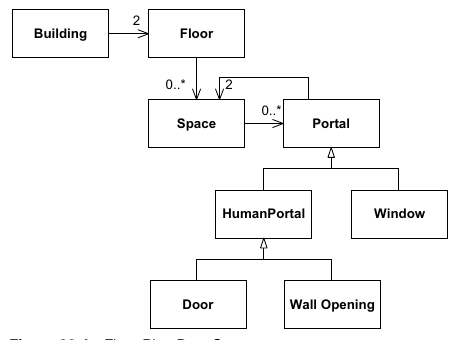 2
Building
Floor
0..*
2
0..*
Space
Portal
HumanPortal
Window
Door
Wall Opening